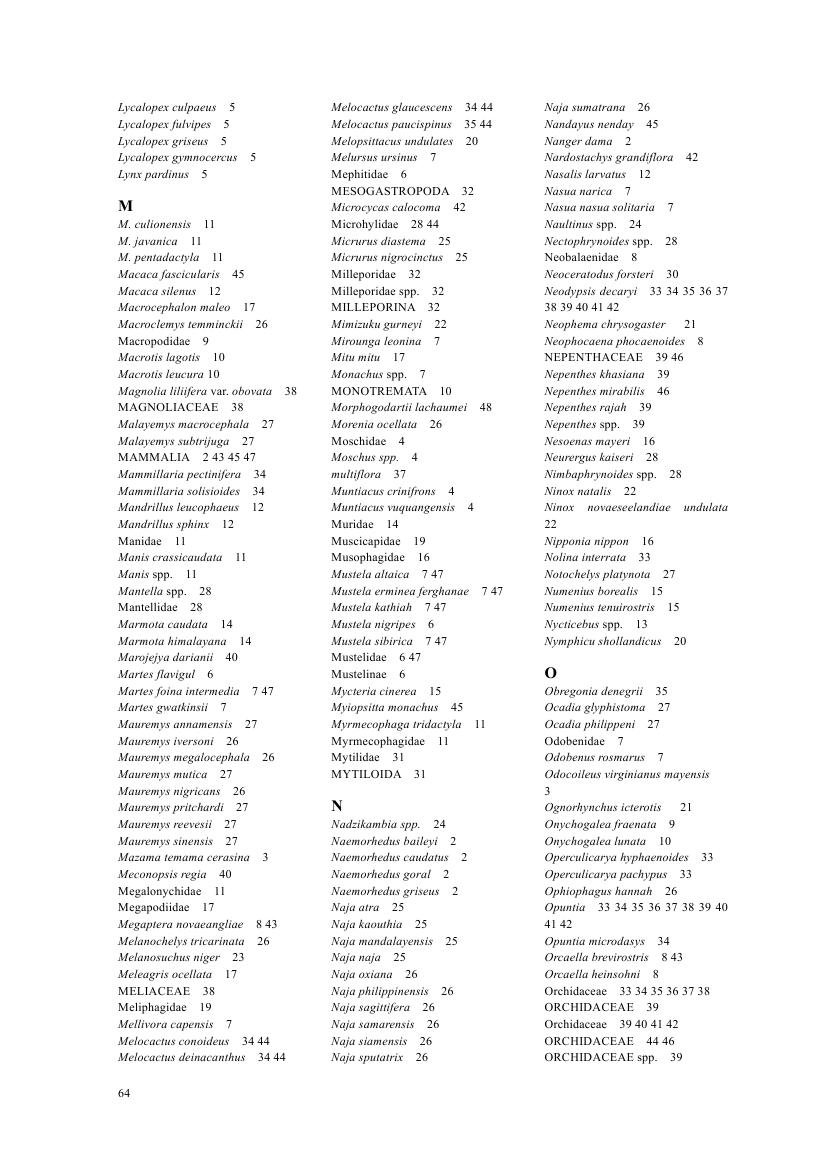 Lycalopex culpaeus 5
Lycalopex fulvipes 5
Lycalopex griseus 5
Lycalopex gymnocercus 5
Lynx pardinus 5
M
M. culionensis 11
M. javanica 11
M. pentadactyla 11
Macaca fascicularis 45
Macaca silenus 12
Macrocephalon maleo 17
Macroclemys temminckii 26
Macropodidae 9
Macrotis lagotis 10
Macrotis leucura 10
Magnolia liliifera var. obovata 38
MAGNOLIACEAE 38
Malayemys macrocephala 27
Malayemys subtrijuga 27
MAMMALIA 2 43 45 47
Mammillaria pectinifera 34
Mammillaria solisioides 34
Mandrillus leucophaeus 12
Mandrillus sphinx 12
Manidae 11
Manis crassicaudata 11
Manis spp. 11
Mantella spp. 28
Mantellidae 28
Marmota caudata 14
Marmota himalayana 14
Marojejya darianii 40
Martes flavigul 6
Martes foina intermedia 7 47
Martes gwatkinsii 7
Mauremys annamensis 27
Mauremys iversoni 26
Mauremys megalocephala 26
Mauremys mutica 27
Mauremys nigricans 26
Mauremys pritchardi 27
Mauremys reevesii 27
Mauremys sinensis 27
Mazama temama cerasina 3
Meconopsis regia 40
Megalonychidae 11
Megapodiidae 17
Megaptera novaeangliae 8 43
Melanochelys tricarinata 26
Melanosuchus niger 23
Meleagris ocellata 17
MELIACEAE 38
Meliphagidae 19
Mellivora capensis 7
Melocactus conoideus 34 44
Melocactus deinacanthus 34 44
Melocactus glaucescens 34 44
Melocactus paucispinus 35 44
Melopsittacus undulates 20
Melursus ursinus 7
Mephitidae 6
MESOGASTROPODA 32
Microcycas calocoma 42
Microhylidae 28 44
Micrurus diastema 25
Micrurus nigrocinctus 25
Milleporidae 32
Milleporidae spp. 32
MILLEPORINA 32
Mimizuku gurneyi 22
Mirounga leonina 7
Mitu mitu 17
Monachus spp. 7
MONOTREMATA 10
Morphogodartii lachaumei 48
Morenia ocellata 26
Moschidae 4
Moschus spp. 4
multiflora 37
Muntiacus crinifrons 4
Muntiacus vuquangensis 4
Muridae 14
Muscicapidae 19
Musophagidae 16
Mustela altaica 7 47
Mustela erminea ferghanae 7 47
Mustela kathiah 7 47
Mustela nigripes 6
Mustela sibirica 7 47
Mustelidae 6 47
Mustelinae 6
Mycteria cinerea 15
Myiopsitta monachus 45
Myrmecophaga tridactyla 11
Myrmecophagidae 11
Mytilidae 31
MYTILOIDA 31
N
Nadzikambia spp. 24
Naemorhedus baileyi 2
Naemorhedus caudatus 2
Naemorhedus goral 2
Naemorhedus griseus 2
Naja atra 25
Naja kaouthia 25
Naja mandalayensis 25
Naja naja 25
Naja oxiana 26
Naja philippinensis 26
Naja sagittifera 26
Naja samarensis 26
Naja siamensis 26
Naja sputatrix 26
Naja sumatrana 26
Nandayus nenday 45
Nanger dama 2
Nardostachys grandiflora 42
Nasalis larvatus 12
Nasua narica 7
Nasua nasua solitaria 7
Naultinus spp. 24
Nectophrynoides spp. 28
Neobalaenidae 8
Neoceratodus forsteri 30
Neodypsis decaryi 33 34 35 36 37
38 39 40 41 42
Neophema chrysogaster 21
Neophocaena phocaenoides 8
NEPENTHACEAE 39 46
Nepenthes khasiana 39
Nepenthes mirabilis 46
Nepenthes rajah 39
Nepenthes spp. 39
Nesoenas mayeri 16
Neurergus kaiseri 28
Nimbaphrynoides spp. 28
Ninox natalis 22
Ninox novaeseelandiae undulata
22
Nipponia nippon 16
Nolina interrata 33
Notochelys platynota 27
Numenius borealis 15
Numenius tenuirostris 15
Nycticebus spp. 13
Nymphicu shollandicus 20
O
Obregonia denegrii 35
Ocadia glyphistoma 27
Ocadia philippeni 27
Odobenidae 7
Odobenus rosmarus 7
Odocoileus virginianus mayensis
3
Ognorhynchus icterotis 21
Onychogalea fraenata 9
Onychogalea lunata 10
Operculicarya hyphaenoides 33
Operculicarya pachypus 33
Ophiophagus hannah 26
Opuntia 33 34 35 36 37 38 39 40
41 42
Opuntia microdasys 34
Orcaella brevirostris 8 43
Orcaella heinsohni 8
Orchidaceae 33 34 35 36 37 38
ORCHIDACEAE 39
Orchidaceae 39 40 41 42
ORCHIDACEAE 44 46
ORCHIDACEAE spp. 39
64